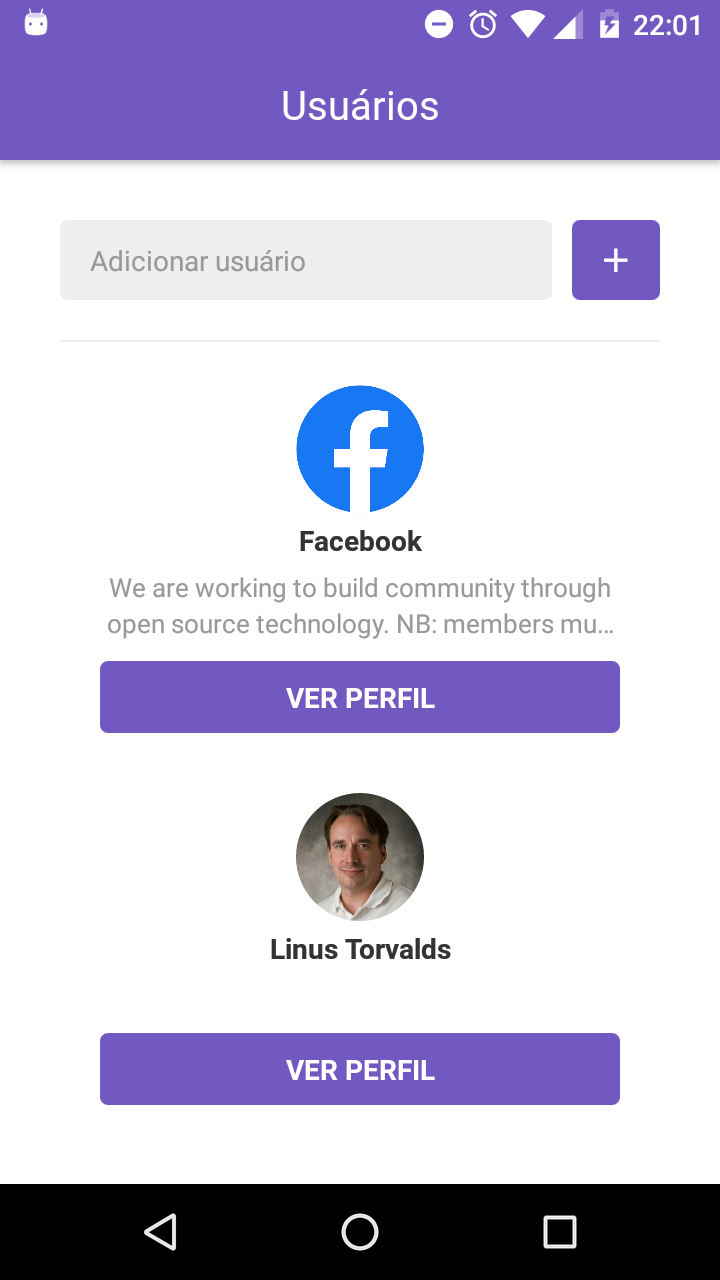 22:01
Usuários
Adicionar usuário
+
Facebook
We are working to build community through
open source technology. NB: members mu…
VER PERFIL
Linus Torvalds
VER PERFIL